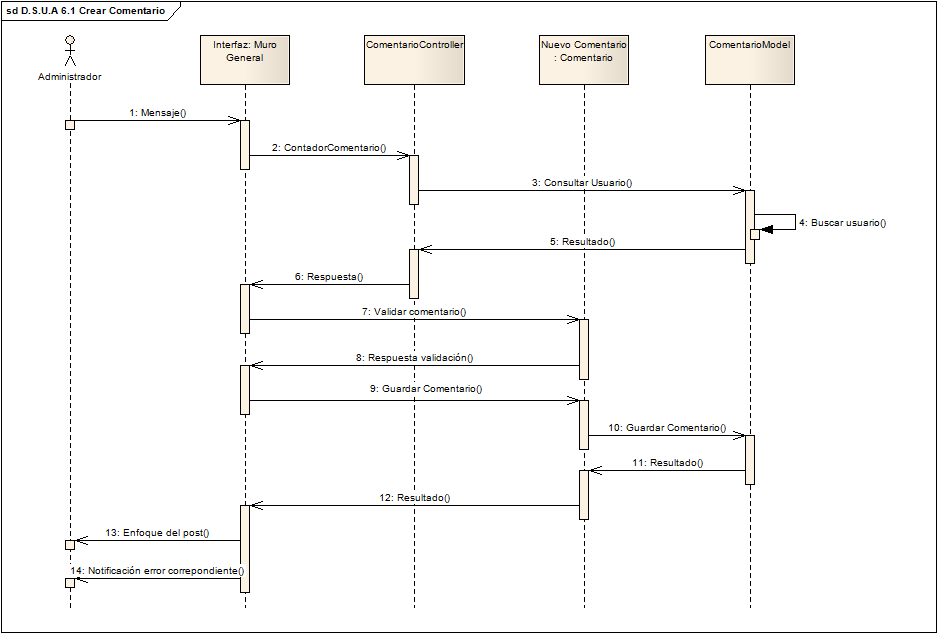 sd D.S.U.A 6.1 Crear Comentario
Administrador
Interfaz: Muro
General
ComentarioController
Nuevo Comentario
: Comentario
ComentarioModel
1: Mensaje()
2: ContadorComentario()
3: Consultar Usuario()
4: Buscar usuario()
5: Resultado()
6: Respuesta()
7: Validar comentario()
8: Respuesta validación()
9: Guardar Comentario()
10: Guardar Comentario()
11: Resultado()
12: Resultado()
13: Enfoque del post()
14: Notificación error correpondiente()